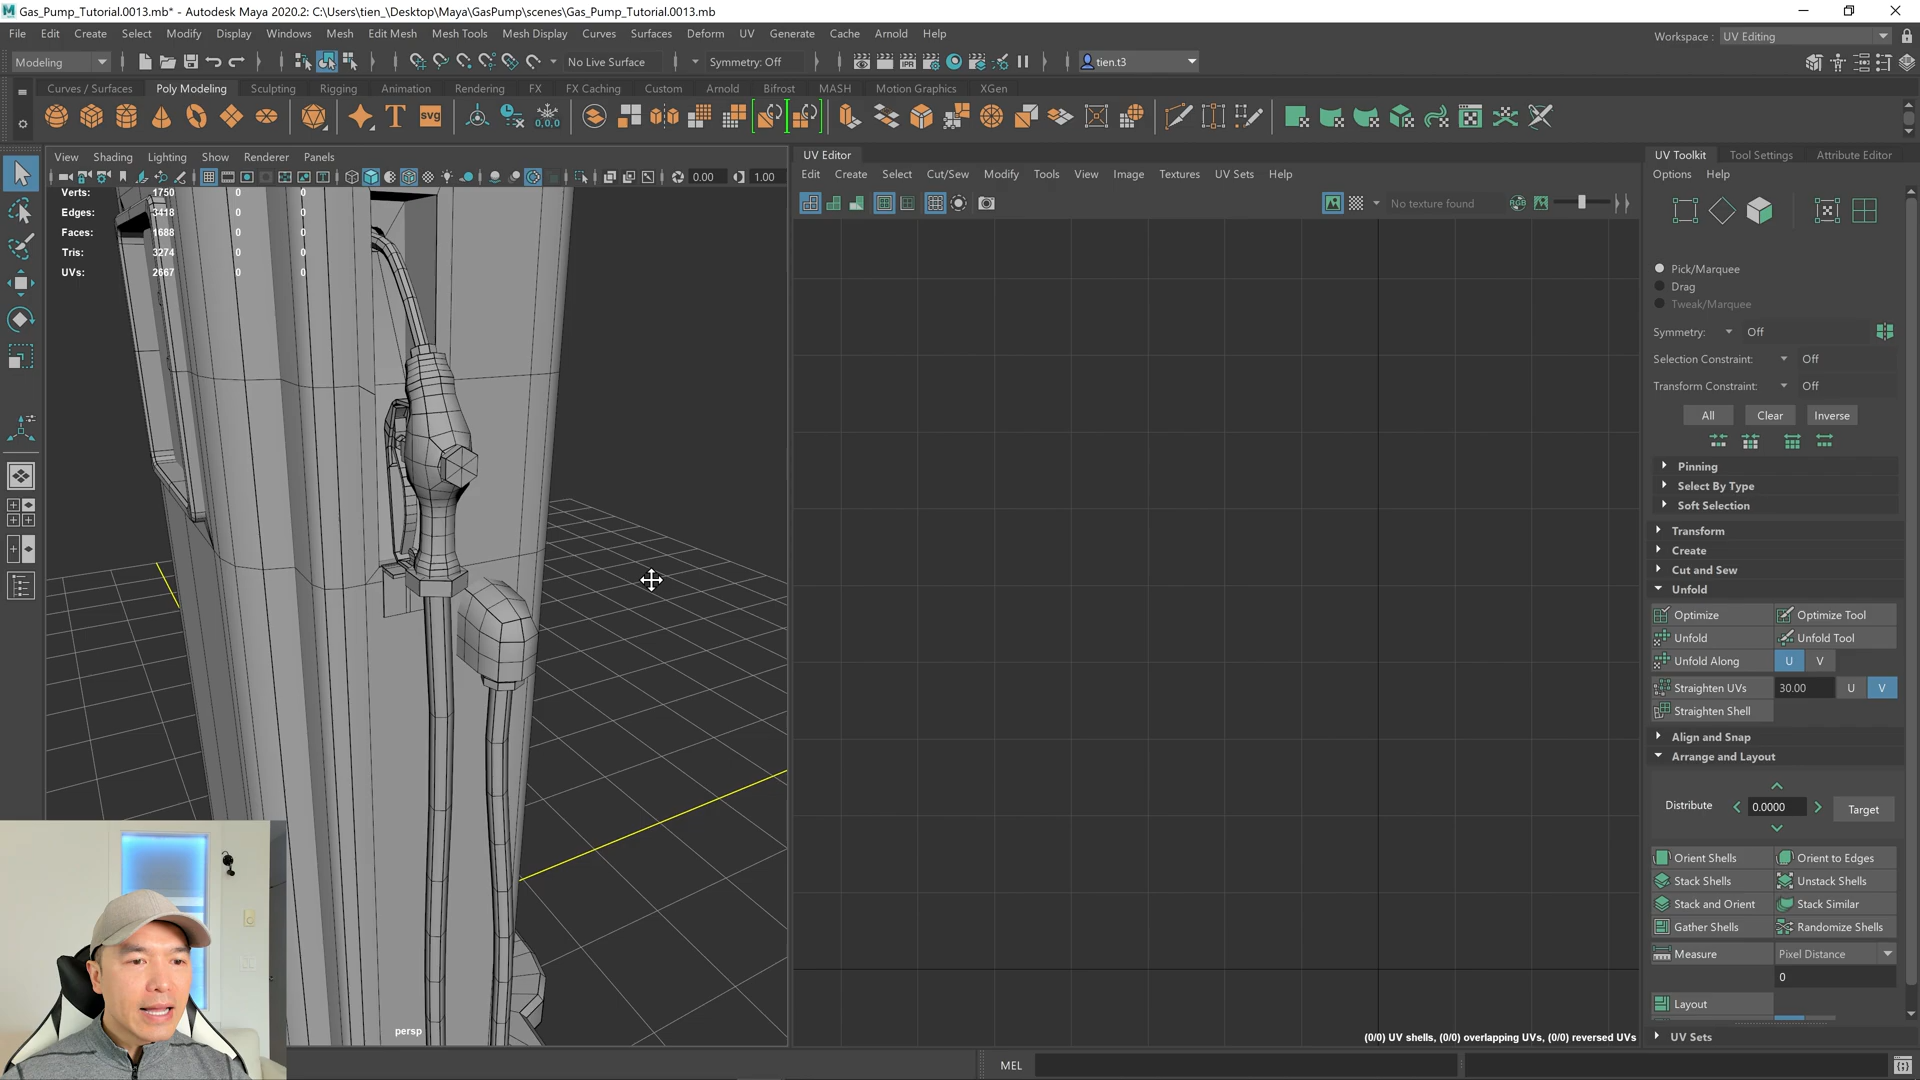 Gas_Pump_Tutorial.0013.mb* - Autodesk Maya 2020.2: C:\Users\tien_\Desktop\Maya\GasPump\scenes\Gas_Pump_Tutorial.0013.mb
File Edit Create Select Modify Display Windows Mesh Edit Mesh Mesh Tools Mesh Display Curves Surfaces Deform UV Generate Cache Arnold Help Workspace : UV Editing
Modeling No Live Surface Symmetry: Off tien.t3
Curves / Surfaces Poly Modeling Sculpting Rigging Animation Rendering FX FX Caching Custom Arnold Bifrost MASH Motion Graphics XGen
T svg 0,0,0
View Shading Lighting Show Renderer Panels
0.00 1.00
Verts: 1750 0 0
Edges: 3418 0 0
Faces: 1688 0 0
Tris: 3274 0 0
UVs: 2667 0 0
persp
UV Editor
Edit Create Select Cut/Sew Modify Tools View Image Textures UV Sets Help
No texture found RGB
(0/0) UV shells, (0/0) overlapping UVs, (0/0) reversed UVs
UV Toolkit Tool Settings Attribute Editor
Options Help
Pick/Marquee
Drag
Tweak/Marquee
Symmetry: Off
Selection Constraint: Off
Transform Constraint: Off
All Clear Inverse
Pinning
Select By Type
Soft Selection
Transform
Create
Cut and Sew
Unfold
Optimize Optimize Tool
Unfold Unfold Tool
Unfold Along U V
Straighten UVs 30.00 U V
Straighten Shell
Align and Snap
Arrange and Layout
Distribute 0.0000 Target
Orient Shells Orient to Edges
Stack Shells Unstack Shells
Stack and Orient Stack Similar
Gather Shells Randomize Shells
Measure Pixel Distance
0
Layout
UV Sets
MEL